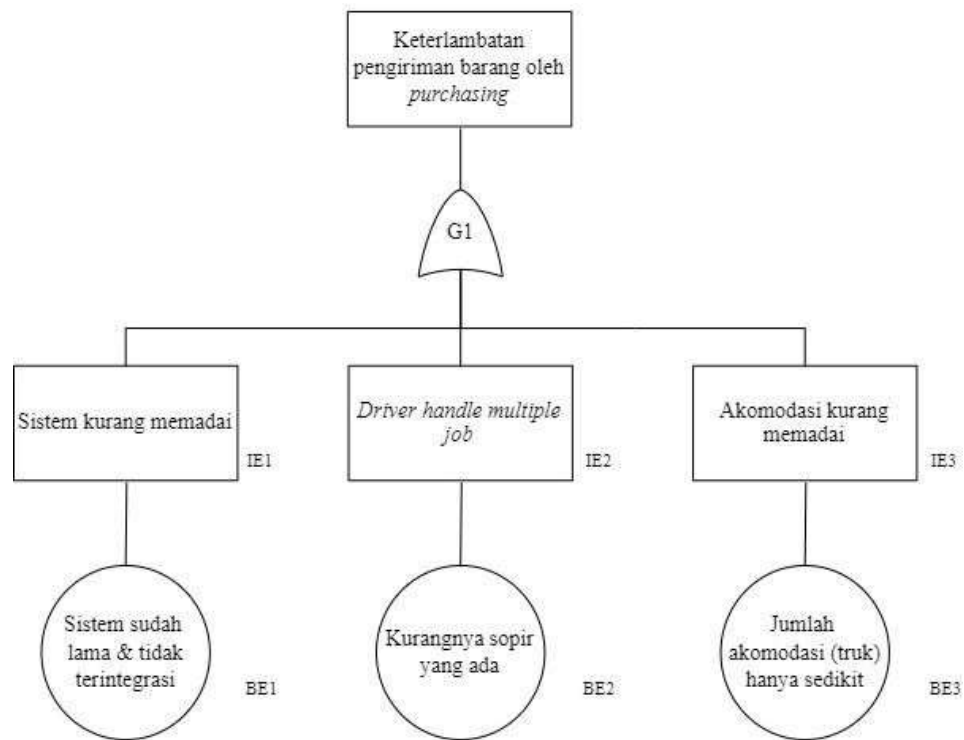 Keterlambatan
pengiriman barang oleh
purchasing
G1
Sistem kurang memadai
IE1
Driver handle multiple
job
IE2
Akomodasi kurang
memadai
IE3
Sistem sudah
lama & tidak
terintegrasi
BE1
Kurangnya sopir
yang ada
BE2
Jumlah
akomodasi (truk)
hanya sedikit
BE3